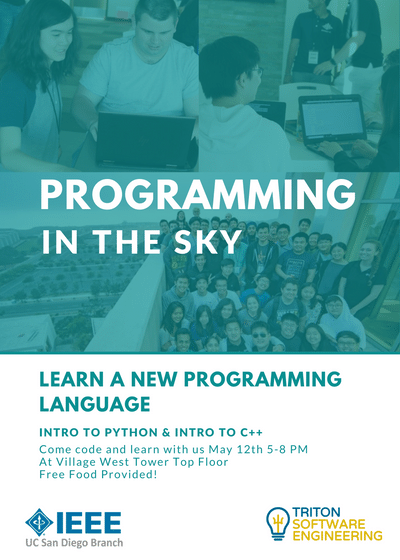 PROGRAMMING
IN THE SKY
LEARN A NEW PROGRAMMING
LANGUAGE
INTRO TO PYTHON & INTRO TO C++
Come code and learn with us May 12th 5-8 PM
At Village West Tower Top Floor
Free Food Provided!
IEEE
UC San Diego Branch
TRITON
SOFTWARE
ENGINEERING